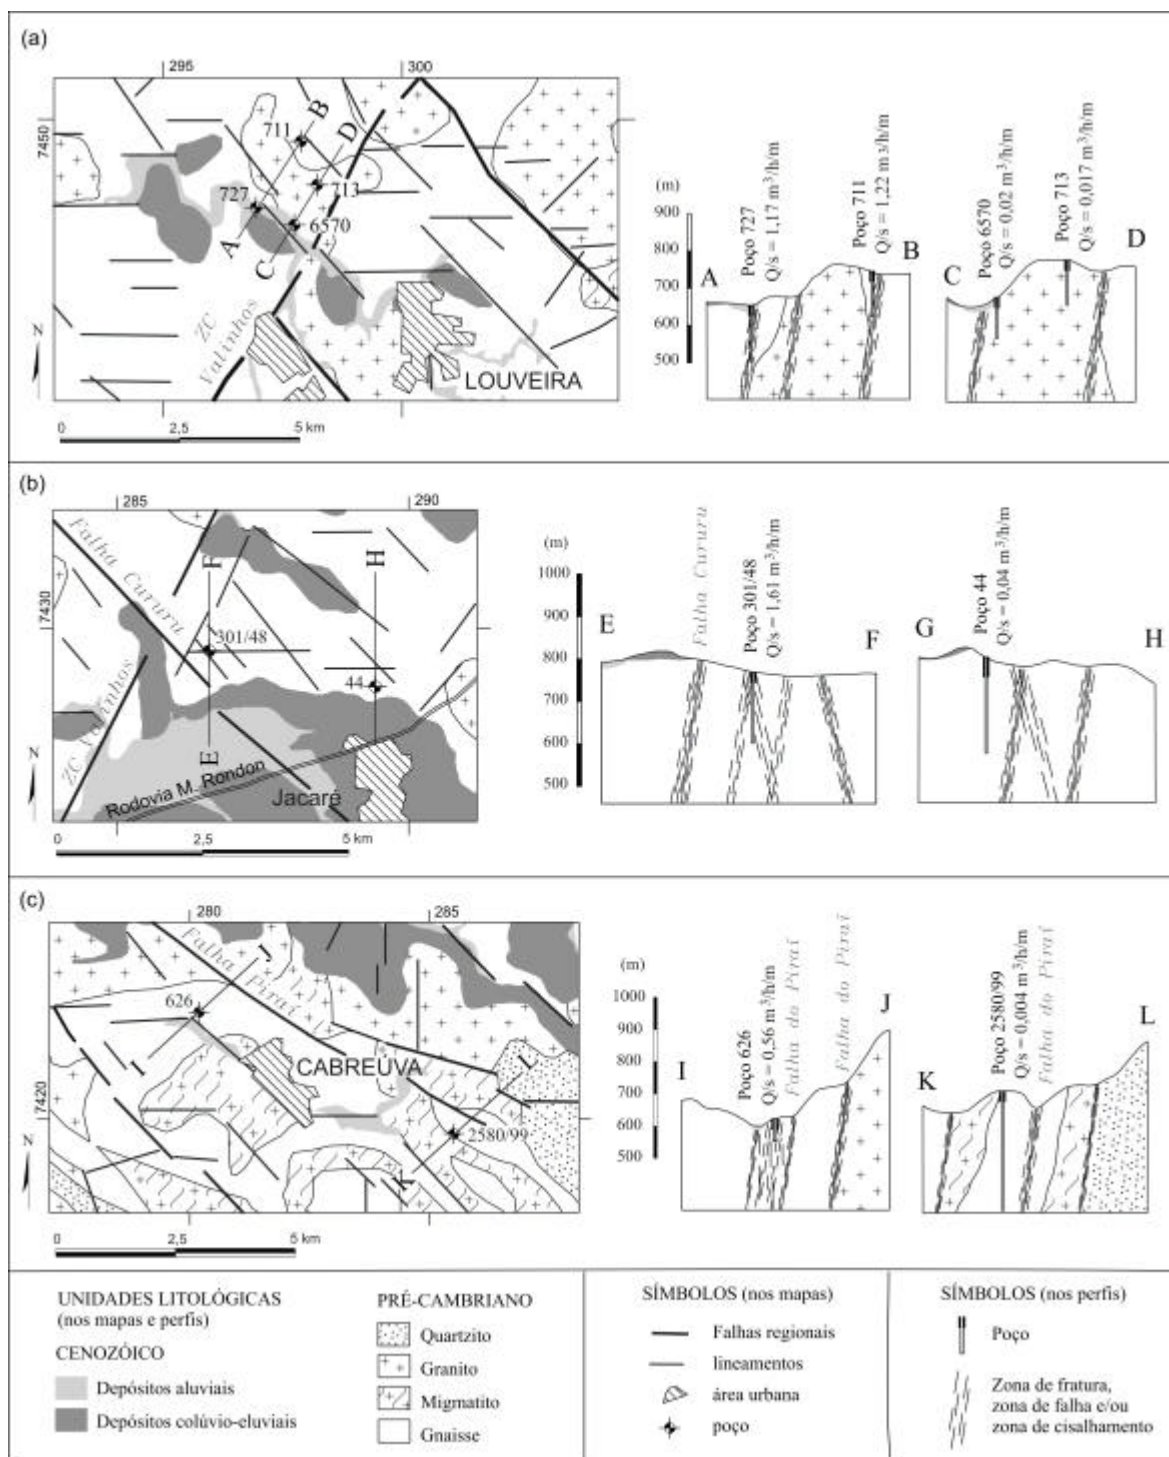 (a)
295
300
7450
B
D
711
713
727
6570
A
C
ZC
Valinhos
LOUVEIRA
N
0
2,5
5 km
(m)
900
800
700
600
500
A
Poço 727
Q/s = 1,17 m³/h/m
Poço 711
Q/s = 1,22 m³/h/m
B
C
Poço 6570
Q/s = 0,02 m³/h/m
Poço 713
Q/s = 0,017 m³/h/m
D
(b)
285
290
7430
Falha Cururu
F
H
301/48
44
ZC Valinhos
E
Rodovia M. Rondon
Jacaré
N
0
2,5
5 km
(m)
1000
900
800
700
600
500
E
Falha Cururu
Poço 301/48
Q/s = 1,61 m³/h/m
F
G
Poço 44
Q/s = 0,04 m³/h/m
H
(c)
280
285
7420
Falha Piraí
J
626
I
CABREÚVA
L
2580/99
K
N
0
2,5
5 km
(m)
1000
900
800
700
600
500
I
Poço 626
Q/s = 0,56 m³/h/m
Falha do Piraí
Falha do Piraí
J
K
Poço 2580/99
Q/s = 0,004 m³/h/m
Falha do Piraí
L
UNIDADES LITOLÓGICAS
(nos mapas e perfis)
CENOZÓICO
Depósitos aluviais
Depósitos colúvio-eluviais
PRÉ-CAMBRIANO
Quartzito
Granito
Migmatito
Gnaisse
SÍMBOLOS (nos mapas)
Falhas regionais
lineamentos
área urbana
poço
SÍMBOLOS (nos perfis)
Poço
Zona de fratura,
zona de falha e/ou
zona de cisalhamento